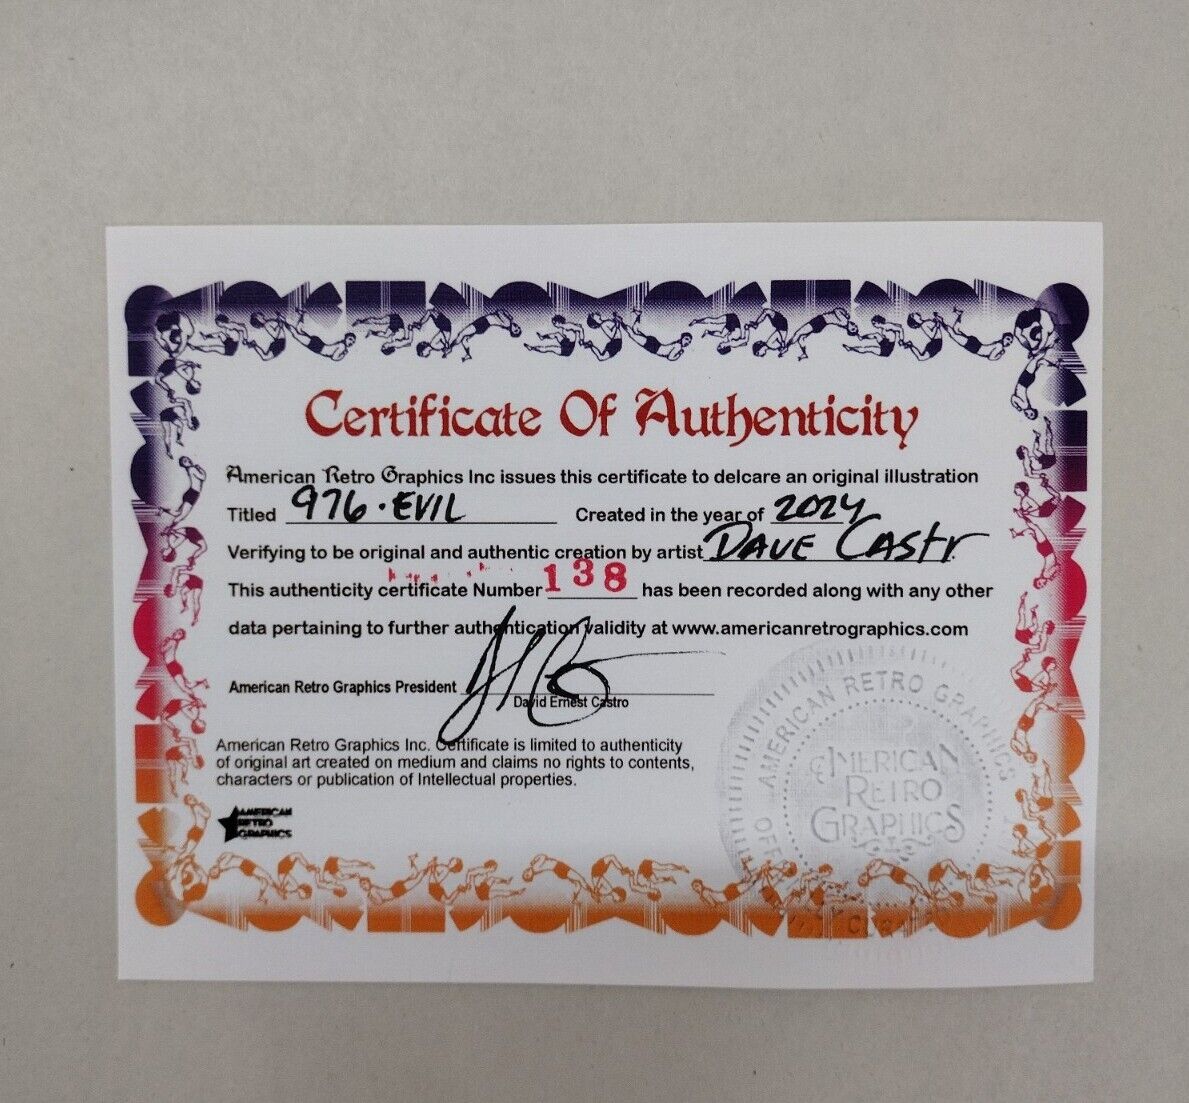 Certificate Of Authenticity
American Retro Graphics Inc issues this certificate to delcare an original illustration
Titled 976-EVIL Created in the year of 2024
Verifying to be original and authentic creation by artist DAVE CASTr
This authenticity certificate Number 138 has been recorded along with any other
data pertaining to further authentication validity at www.americanretrographics.com
American Retro Graphics President
David Ernest Castro
American Retro Graphics Inc. Certificate is limited to authenticity
of original art created on medium and claims no rights to contents,
characters or publication of Intellectual properties.
AMERICAN
RETRO
GRAPHICS
AMERICAN RETRO GRAPHICS
AMERICAN
RETRO
GRAPHICS